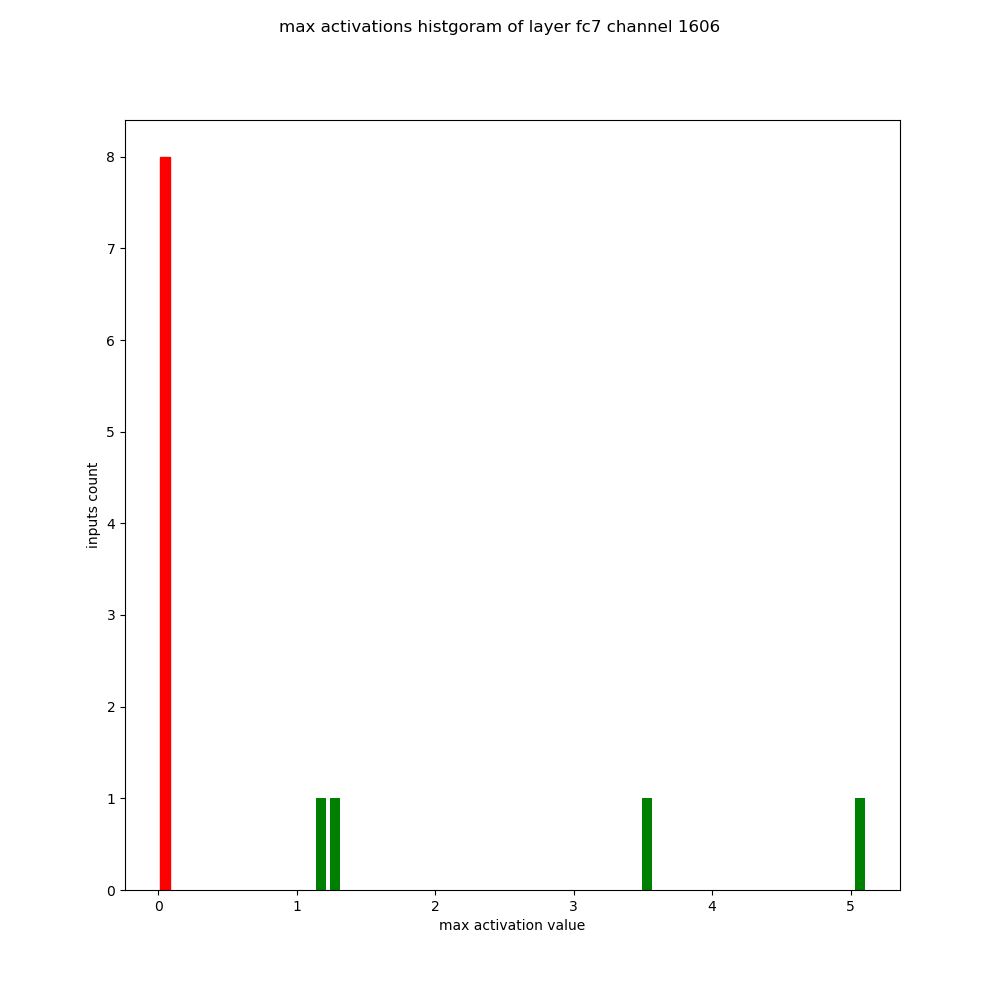 max activations histgoram of layer fc7 channel 1606
8
7
6
5
4
3
2
1
0
inputs count
0 1 2 3 4 5
max activation value